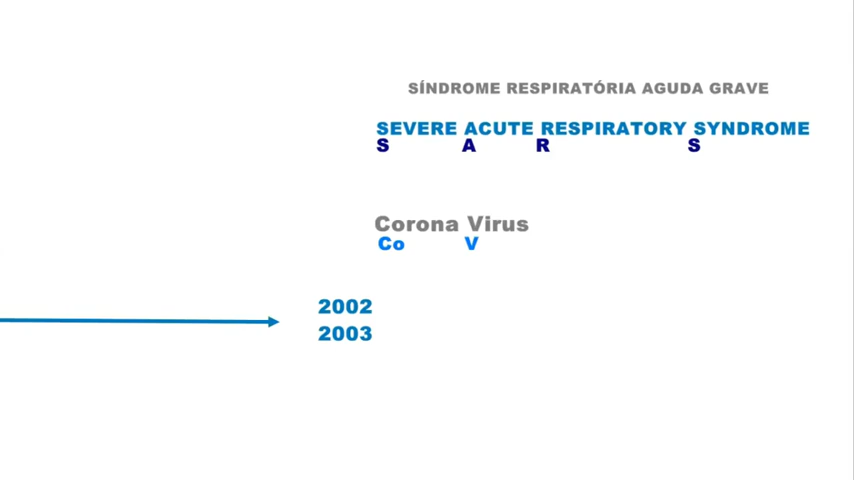 SÍNDROME RESPIRATÓRIA AGUDA GRAVE
SEVERE ACUTE RESPIRATORY SYNDROME
S A R S
Corona Virus
Co V
2002
2003